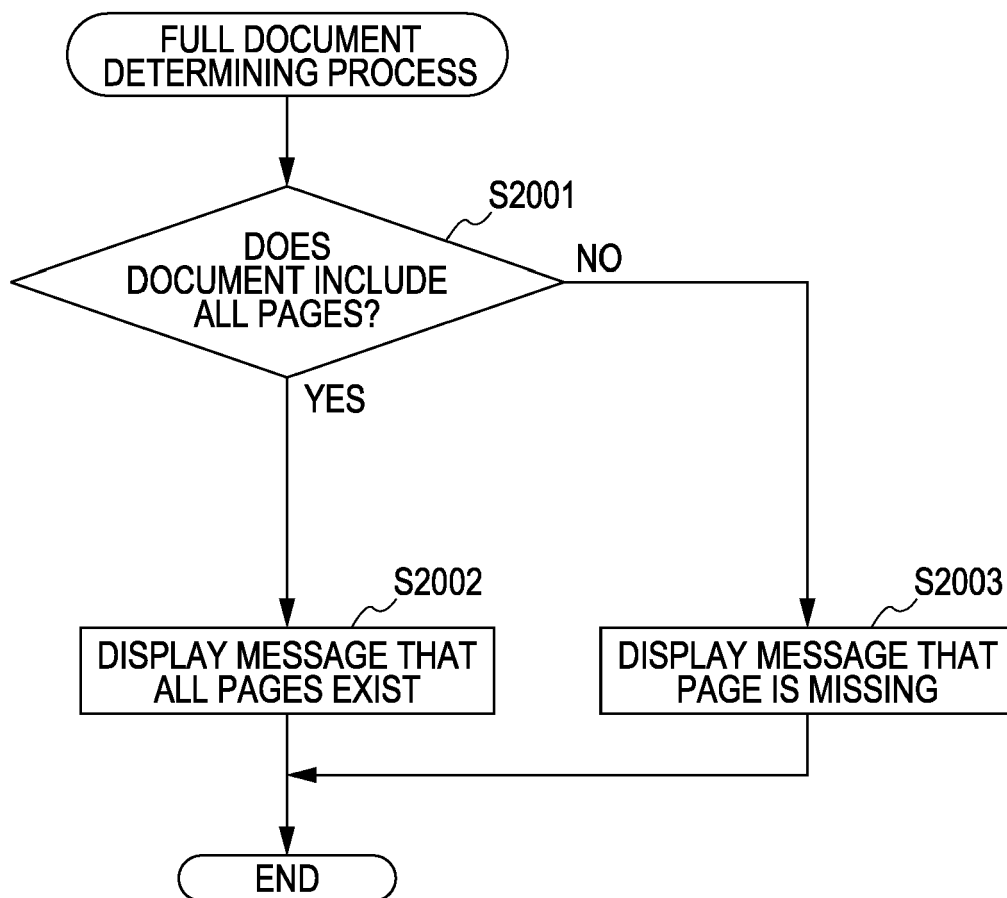 FULL DOCUMENT
DETERMINING PROCESS
S2001
DOES
DOCUMENT INCLUDE
ALL PAGES?
NO
YES
S2002
DISPLAY MESSAGE THAT
ALL PAGES EXIST
S2003
DISPLAY MESSAGE THAT
PAGE IS MISSING
END